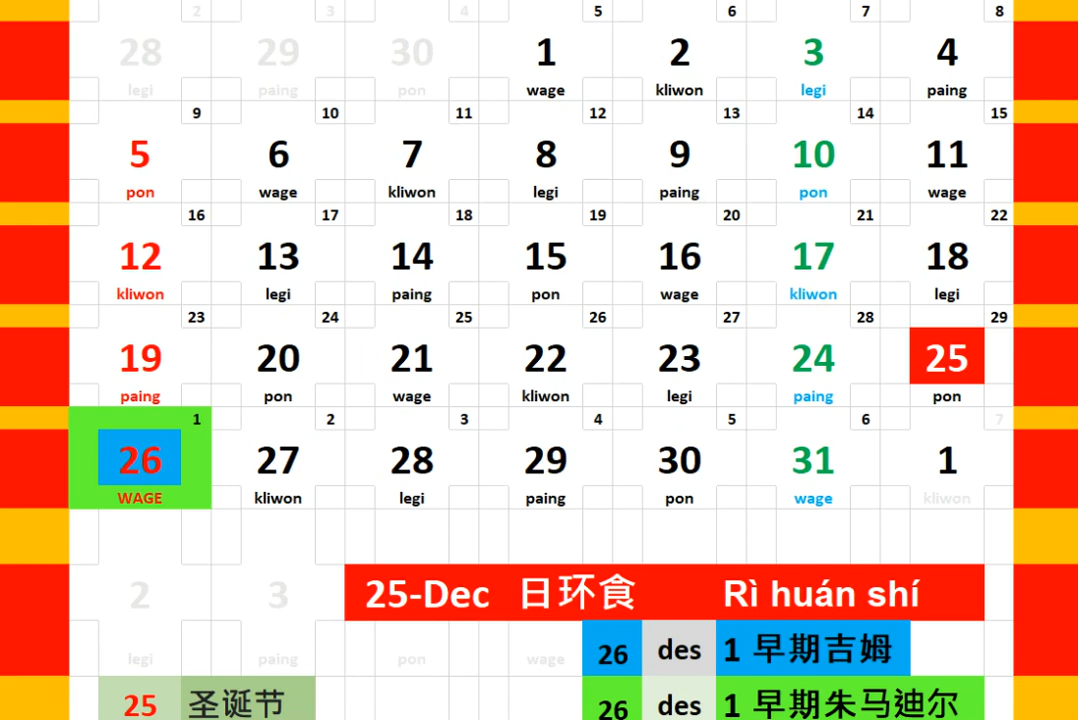 2 3 4 5 6 7 8
28 29 30 1 2 3 4
legi paing pon wage kliwon legi paing
9 10 11 12 13 14 15
5 6 7 8 9 10 11
pon wage kliwon legi paing pon wage
16 17 18 19 20 21 22
12 13 14 15 16 17 18
kliwon legi paing pon wage kliwon legi
23 24 25 26 27 28 29
19 20 21 22 23 24 25
paing pon wage kliwon legi paing pon
1 2 3 4 5 6 7
26 27 28 29 30 31 1
WAGE kliwon legi paing pon wage kliwon
2 3 25-Dec 日环食 Rì huán shí
legi paing pon wage 26 des 1 早期吉姆
25 圣诞节 26 des 1 早期朱马迪尔